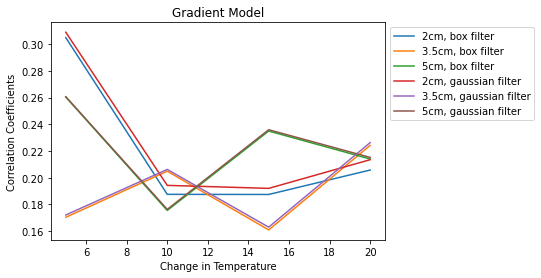 Gradient Model
Correlation Coefficients
0.30
0.28
0.26
0.24
0.22
0.20
0.18
0.16
6 8 10 12 14 16 18 20
Change in Temperature
2cm, box filter
3.5cm, box filter
5cm, box filter
2cm, gaussian filter
3.5cm, gaussian filter
5cm, gaussian filter